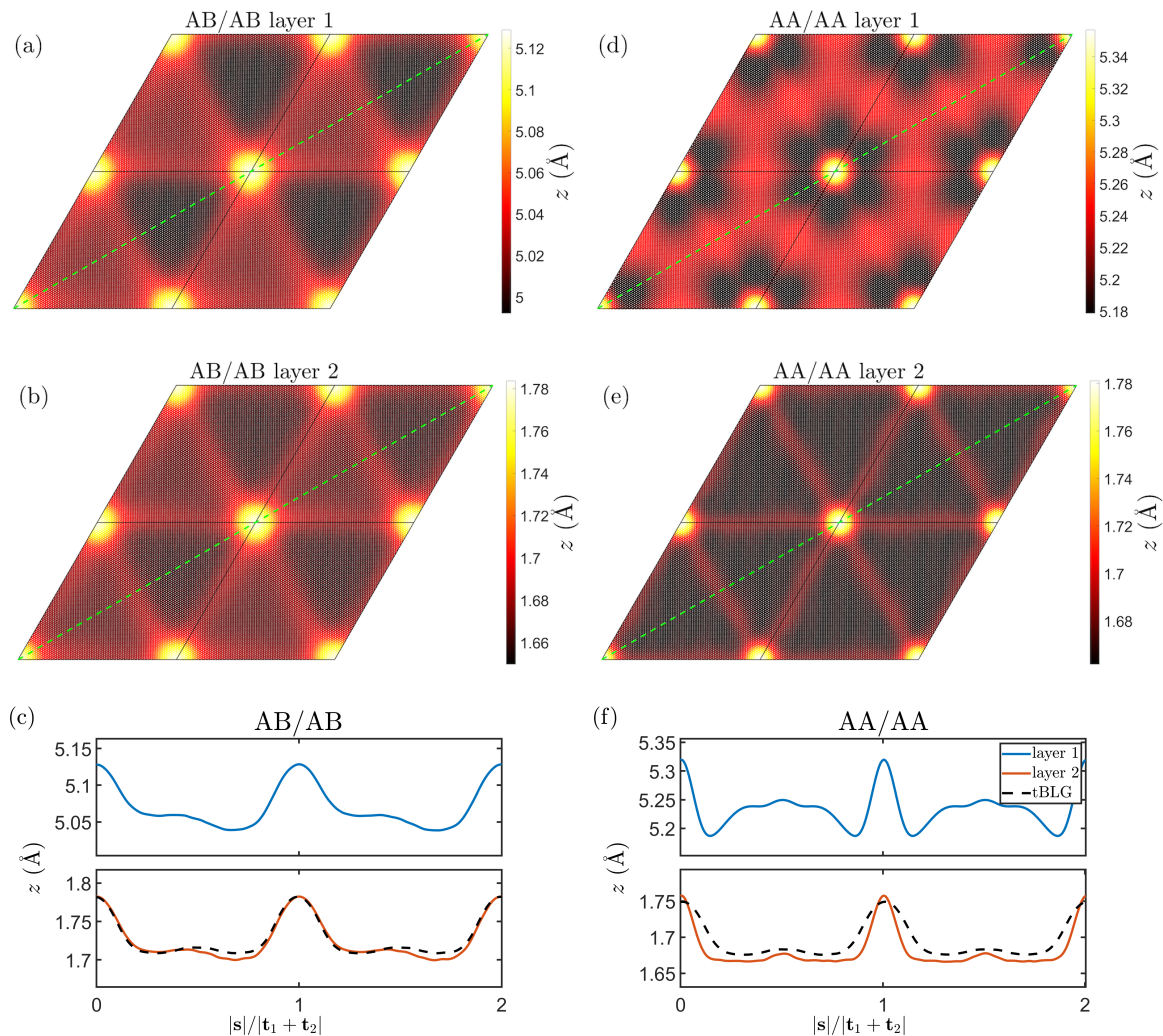 (a)
AB/AB layer 1
5.12
5.1
5.08
5.06
5.04
5.02
5
z (Å)
(d)
AA/AA layer 1
5.34
5.32
5.3
5.28
5.26
5.24
5.22
5.2
5.18
z (Å)
(b)
AB/AB layer 2
1.78
1.76
1.74
1.72
1.7
1.68
1.66
z (Å)
(e)
AA/AA layer 2
1.78
1.76
1.74
1.72
1.7
1.68
z (Å)
(c)
AB/AB
5.15
5.1
5.05
1.8
1.75
1.7
z (Å)
0
1
2
|s|/|t₁ + t₂|
(f)
AA/AA
5.35
5.3
5.25
5.2
layer 1
layer 2
tBLG
1.75
1.7
1.65
z (Å)
0
1
2
|s|/|t₁ + t₂|